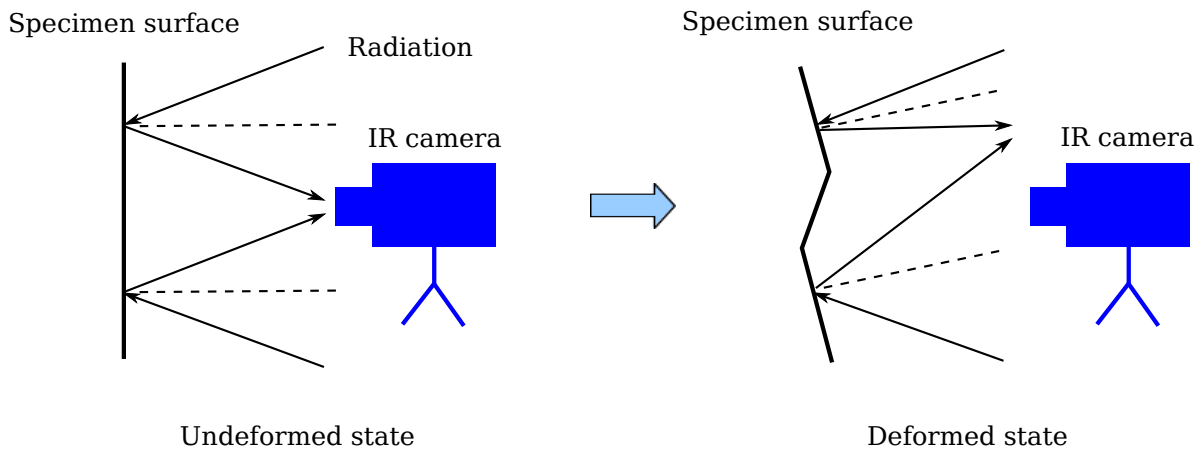 Specimen surface
Radiation
IR camera
Undeformed state
Specimen surface
IR camera
Deformed state